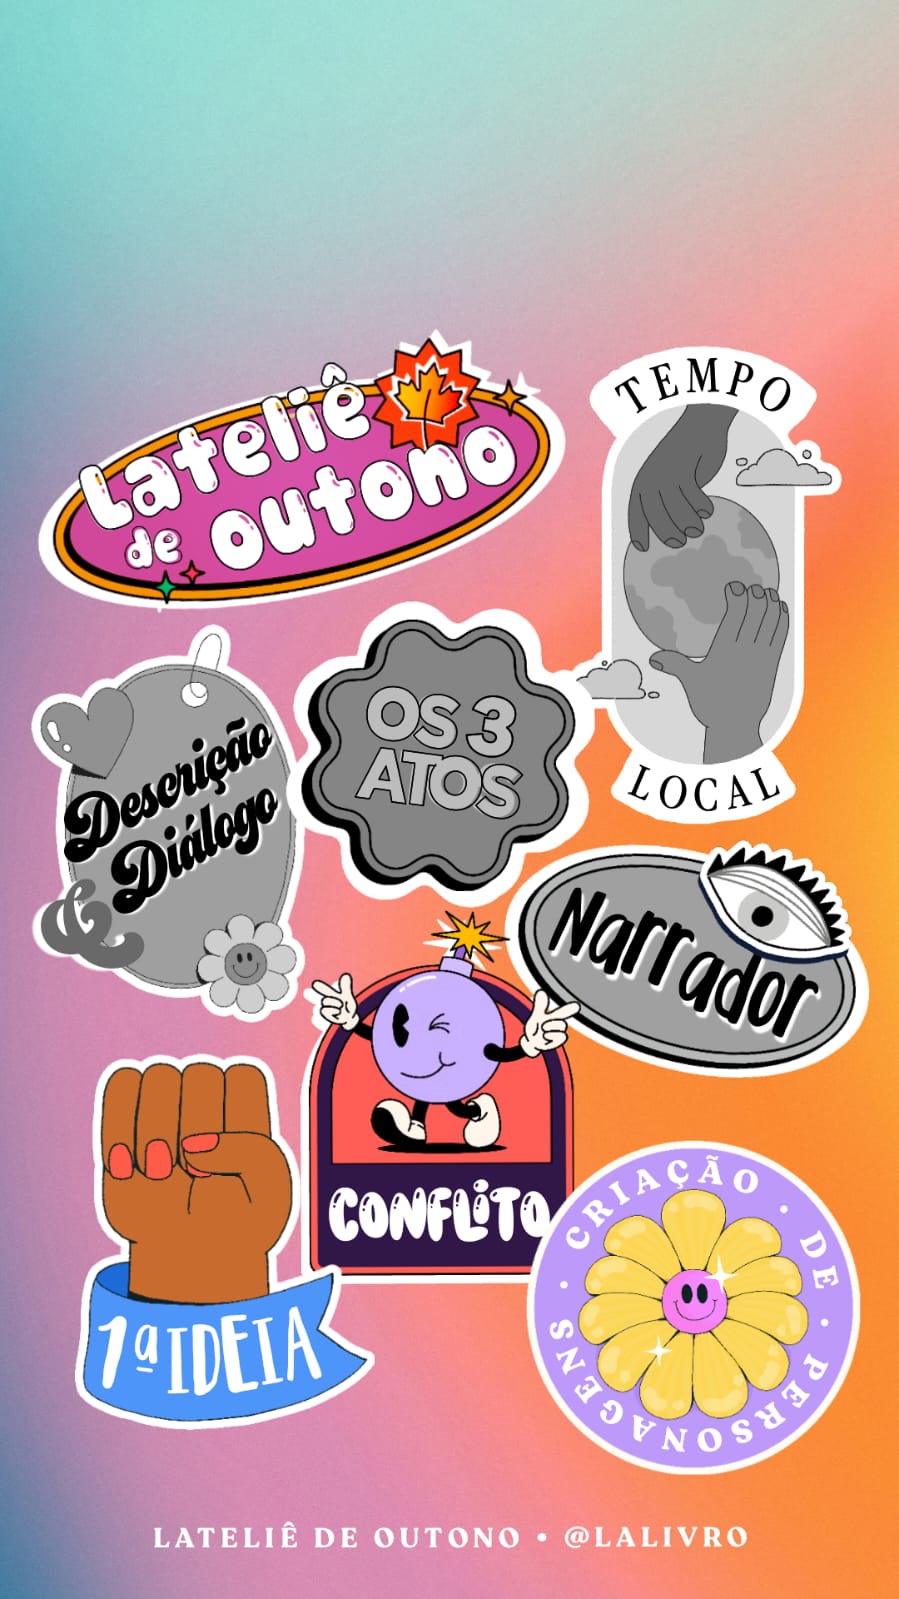 Lateliê
de outono
TEMPO
LOCAL
Descrição
& Diálogo
OS 3
ATOS
Narrador
CONFLITO
1ª IDEIA
CRIAÇÃO · DE · PERSONAGENS ·
LATELIÊ DE OUTONO • @LALIVRO